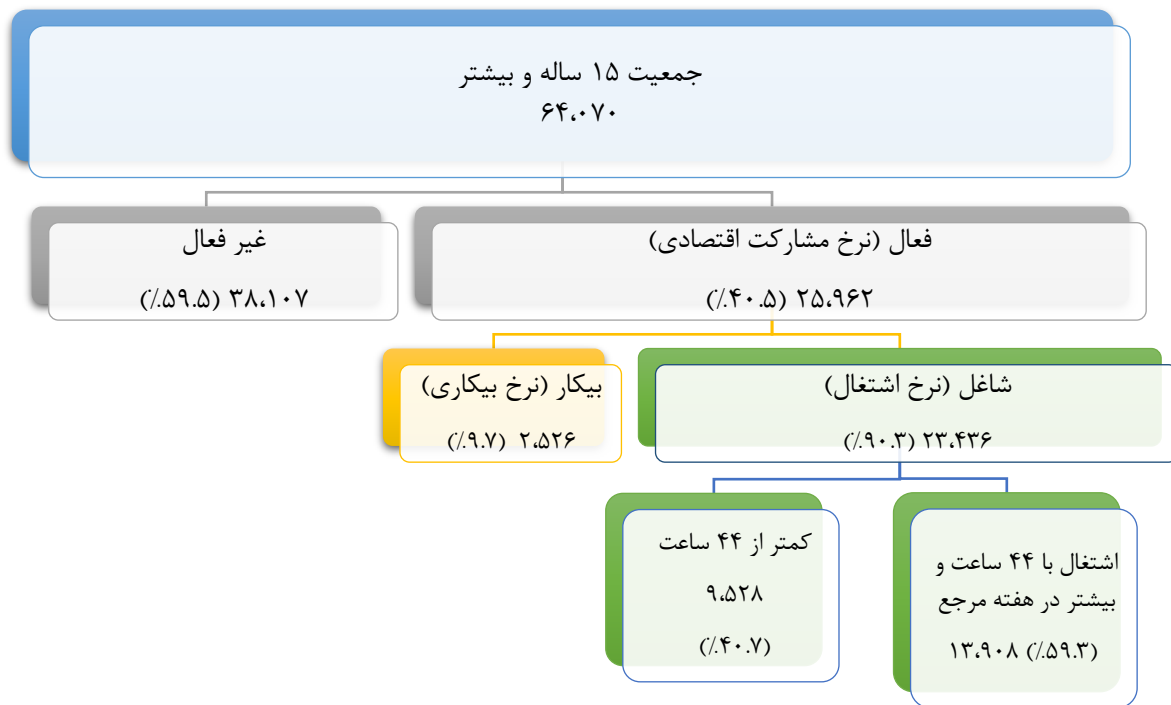 جمعیت ۱۵ ساله و بیشتر
۶۴،۰۷۰
فعال (نرخ مشارکت اقتصادی)
۲۵،۹۶۲ (٪۴۰.۵)
غیر فعال
۳۸،۱۰۷ (٪۵۹.۵)
شاغل (نرخ اشتغال)
۲۳،۴۳۶ (٪۹۰.۳)
بیکار (نرخ بیکاری)
۲،۵۲۶ (٪۹.۷)
اشتغال با ۴۴ ساعت و
بیشتر در هفته مرجع
۱۳،۹۰۸ (٪۵۹.۳)
کمتر از ۴۴ ساعت
۹،۵۲۸
(٪۴۰.۷)